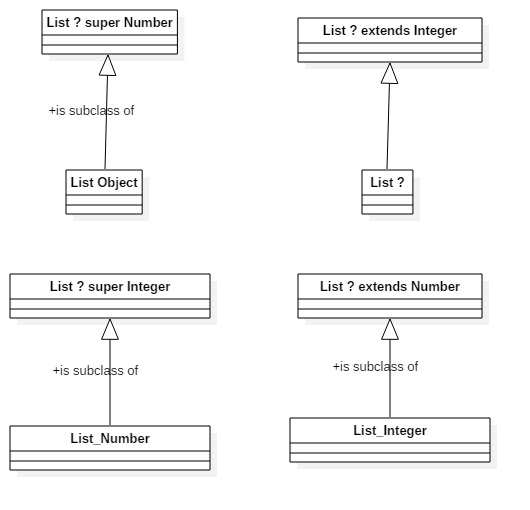 List ? super Number
List ? extends Integer
+is subclass of
List Object
List ?
List ? super Integer
List ? extends Number
+is subclass of
+is subclass of
List_Number
List_Integer